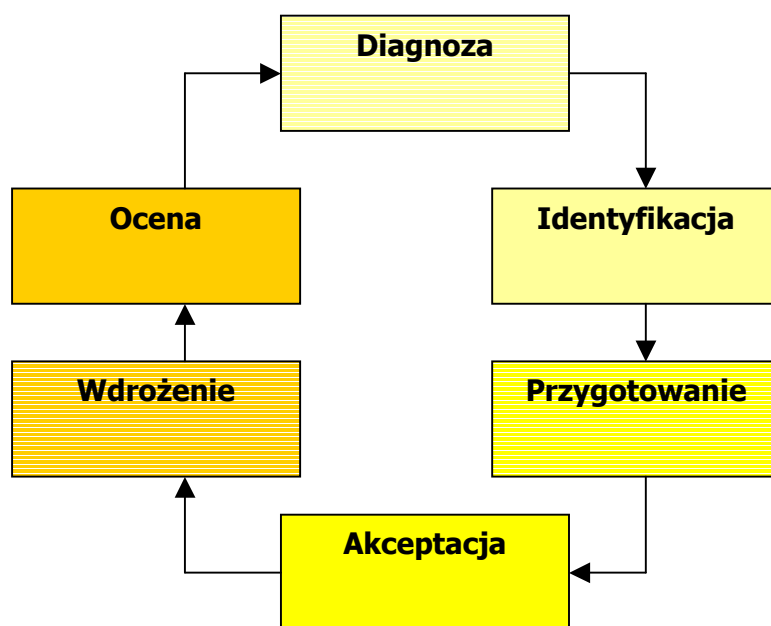 Diagnoza
Identyfikacja
Przygotowanie
Akceptacja
Wdrożenie
Ocena